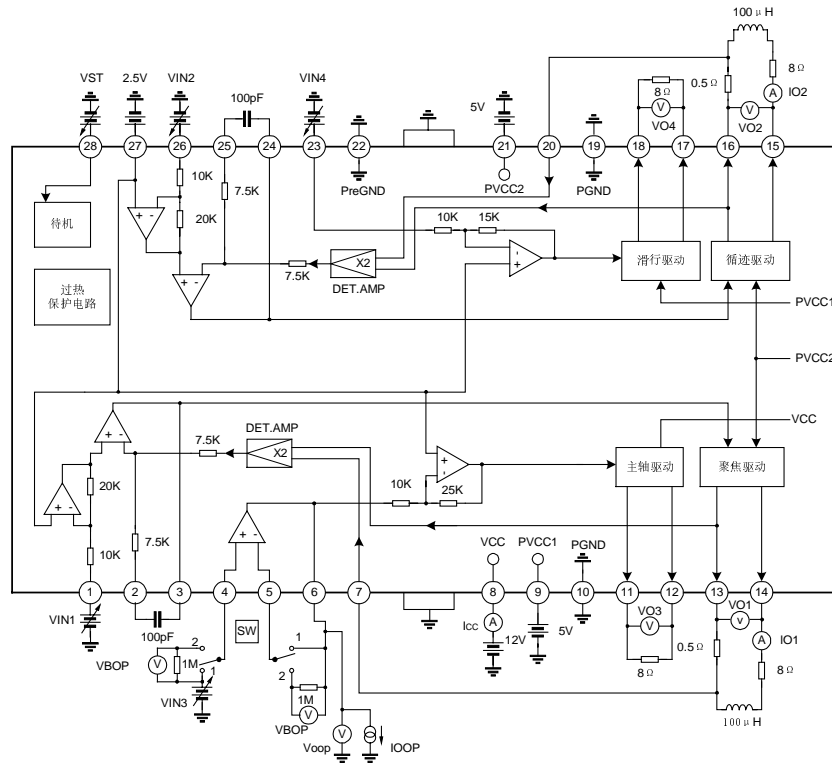 100μH
8Ω
IO2
A
0.5Ω
V
VO2
8Ω
V
VO4
VST
2.5V
VIN2
100pF
VIN4
5V
28
27
26
25
24
23
22
21
20
19
18
17
16
15
PreGND
PVCC2
PGND
待机
10K
20K
7.5K
+ -
过热
保护电路
+ -
7.5K
X2
DET.AMP
10K
15K
-
+
滑行驱动
循迹驱动
PVCC1
PVCC2
VCC
+ -
+ -
7.5K
DET.AMP
X2
20K
10K
7.5K
+ -
10K
+
-
25K
主轴驱动
聚焦驱动
VCC
PVCC1
PGND
1
2
3
4
5
6
7
8
9
10
11
12
13
14
VIN1
100pF
SW
2
1
1M
V
VBOP
VIN3
1
2
1M
V
VBOP
V
Voop
IOOP
Icc
A
12V
5V
VO3
V
8Ω
VO1
V
0.5Ω
A
IO1
8Ω
100μH